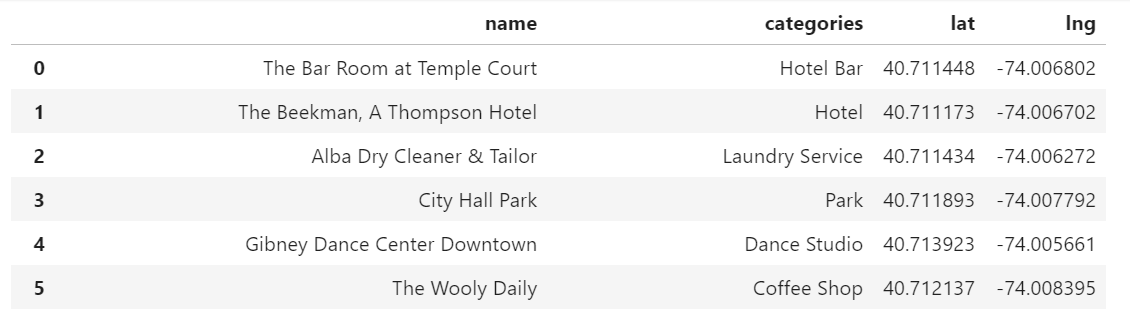 name categories lat lng
0 The Bar Room at Temple Court Hotel Bar 40.711448 -74.006802
1 The Beekman, A Thompson Hotel Hotel 40.711173 -74.006702
2 Alba Dry Cleaner & Tailor Laundry Service 40.711434 -74.006272
3 City Hall Park Park 40.711893 -74.007792
4 Gibney Dance Center Downtown Dance Studio 40.713923 -74.005661
5 The Wooly Daily Coffee Shop 40.712137 -74.008395